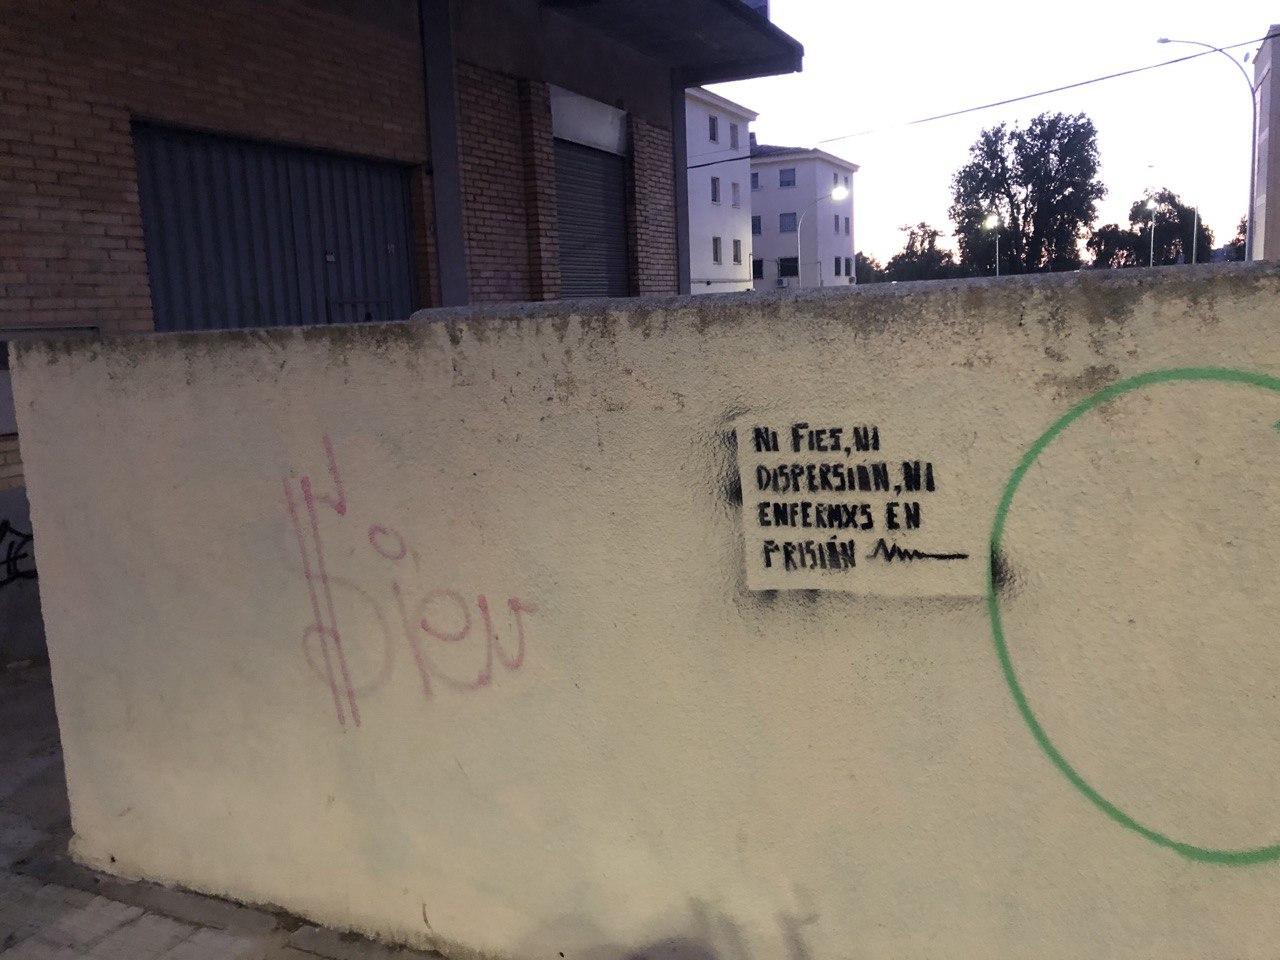 NI FIES, NI
DISPERSIÓN, NI
ENFERMXS EN
PRISIÓN